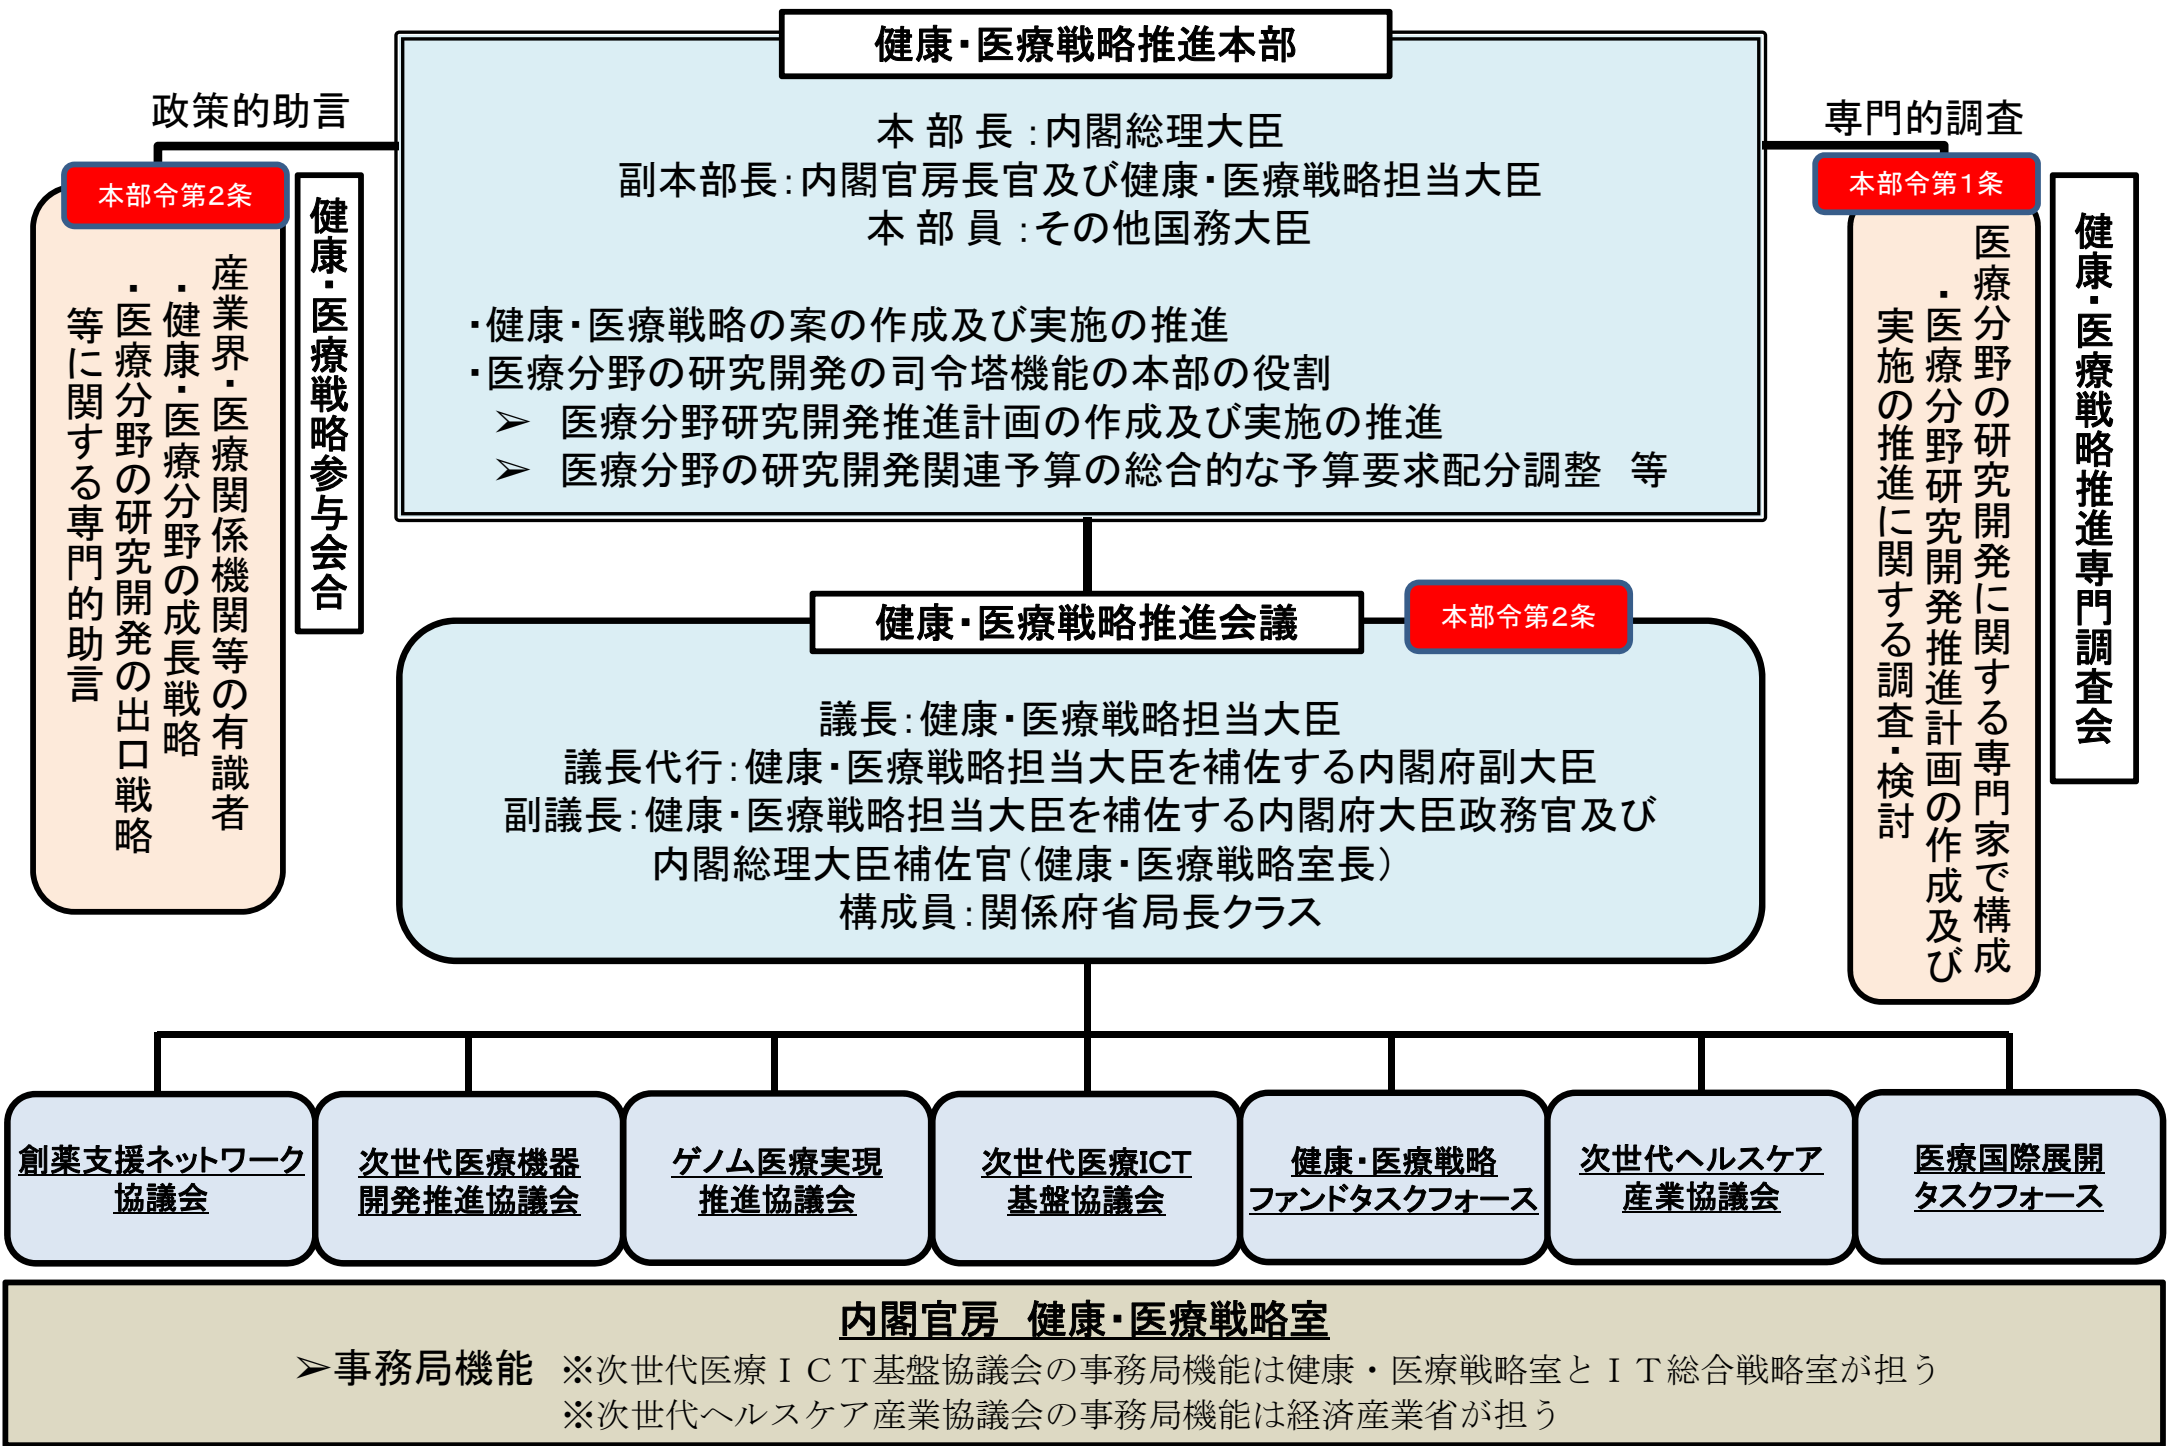 健康・医療戦略推進本部
本 部 長 ：内閣総理大臣
副本部長：内閣官房長官及び健康・医療戦略担当大臣
本 部 員 ：その他国務大臣
・健康・医療戦略の案の作成及び実施の推進
・医療分野の研究開発の司令塔機能の本部の役割
➢ 医療分野研究開発推進計画の作成及び実施の推進
➢ 医療分野の研究開発関連予算の総合的な予算要求配分調整　等
政策的助言
本部令第２条
健康・医療戦略参与会合
産業界・医療関係機関等の有識者
・健康・医療分野の成長戦略
・医療分野の研究開発の出口戦略
等に関する専門的助言
専門的調査
本部令第１条
健康・医療戦略推進専門調査会
医療分野の研究開発に関する専門家で構成
・医療分野研究開発推進計画の作成及び
実施の推進に関する調査・検討
健康・医療戦略推進会議
本部令第２条
議長：健康・医療戦略担当大臣
議長代行：健康・医療戦略担当大臣を補佐する内閣府副大臣
副議長：健康・医療戦略担当大臣を補佐する内閣府大臣政務官及び
内閣総理大臣補佐官（健康・医療戦略室長）
構成員：関係府省局長クラス
創薬支援ネットワーク
協議会
次世代医療機器
開発推進協議会
ゲノム医療実現
推進協議会
次世代医療ICT
基盤協議会
健康・医療戦略
ファンドタスクフォース
次世代ヘルスケア
産業協議会
医療国際展開
タスクフォース
内閣官房　健康・医療戦略室
➢事務局機能　※次世代医療ＩＣＴ基盤協議会の事務局機能は健康・医療戦略室とＩＴ総合戦略室が担う
※次世代ヘルスケア産業協議会の事務局機能は経済産業省が担う